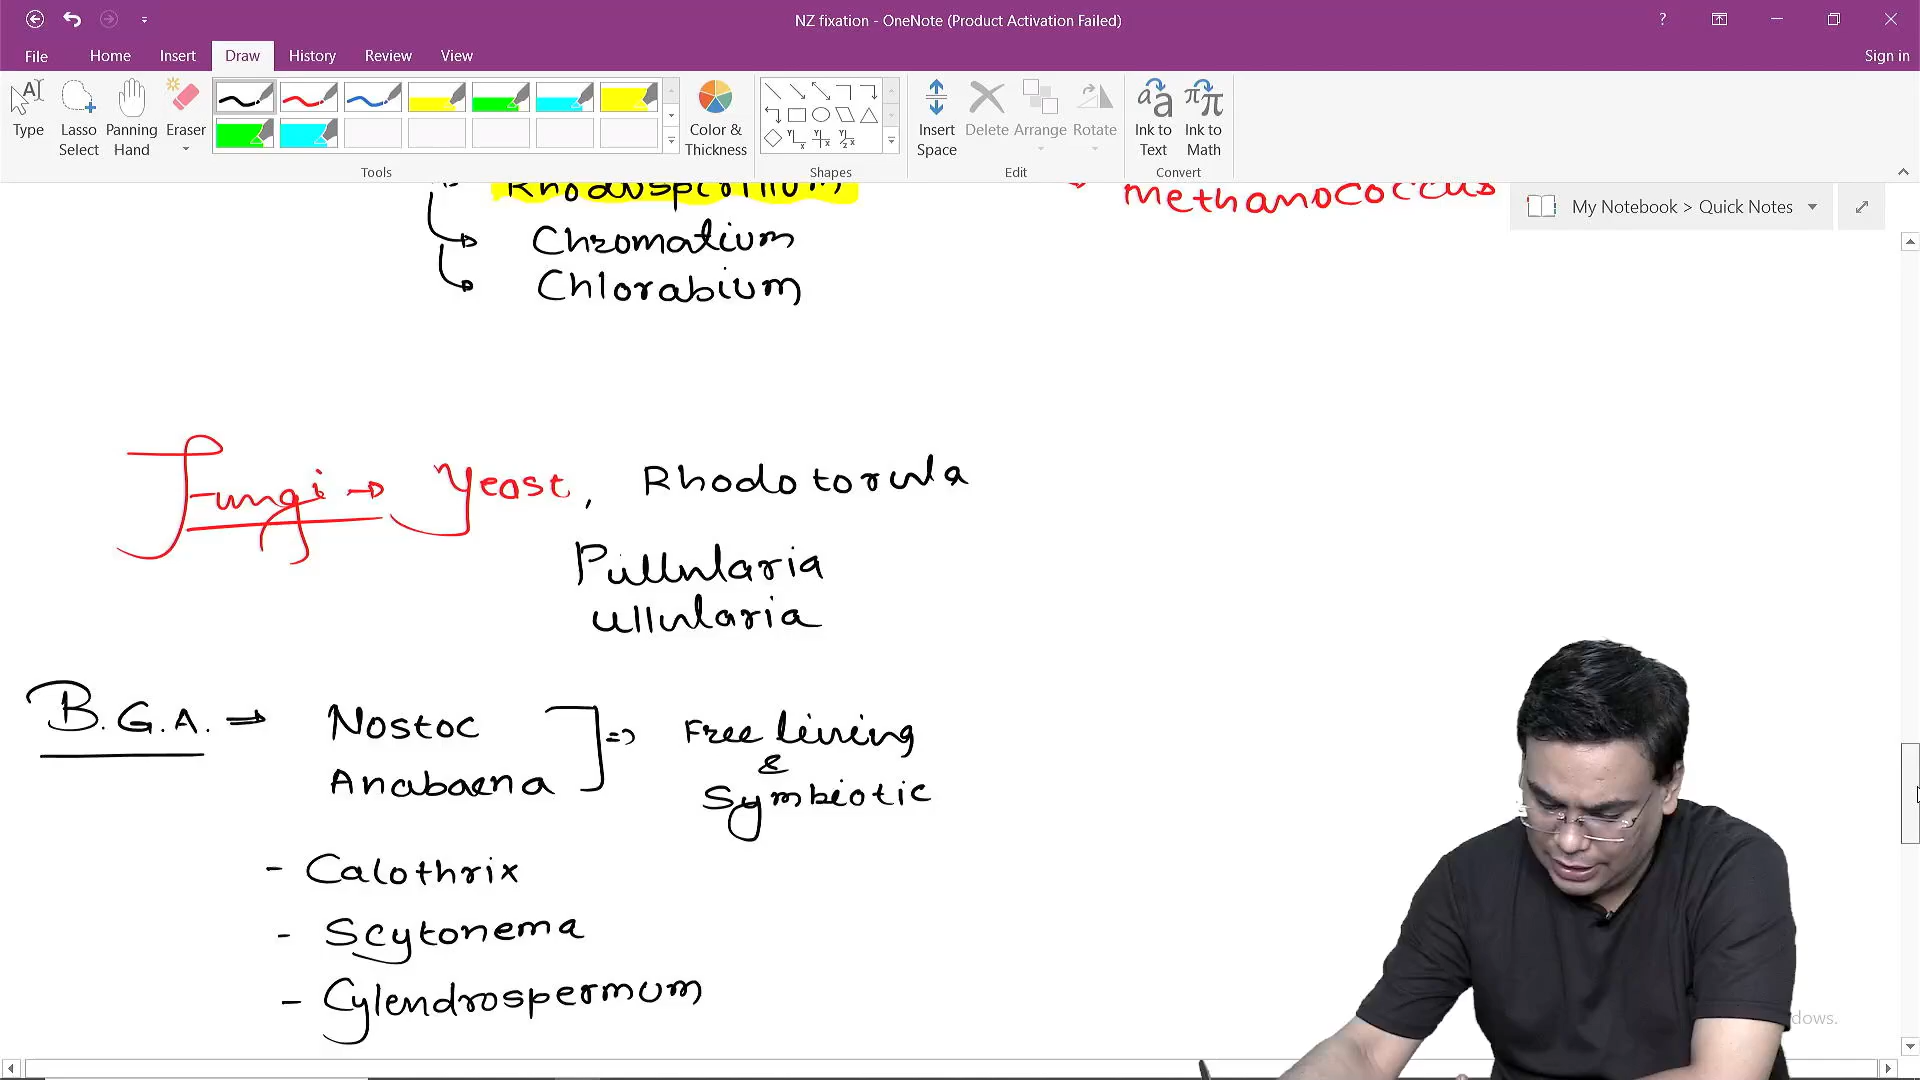 NZ fixation - OneNote (Product Activation Failed)
?
File Home Insert Draw History Review View
Sign in
Type
Lasso Select
Panning Hand
Eraser
Color & Thickness
Insert Space
Delete
Arrange
Rotate
Ink to Text
Ink to Math
Tools
Shapes
Edit
Convert
My Notebook > Quick Notes
Rhodospirillum
Methanococcus
Chromatium
Chlorabium
Fungi → Yeast, Rhodotorula
Pullularia
ullularia
B.G.A. → Nostoc
Anabaena
⇒ Free living
&
Symbiotic
- Calothrix
- Scytonema
- Cylendrospermum
dows.